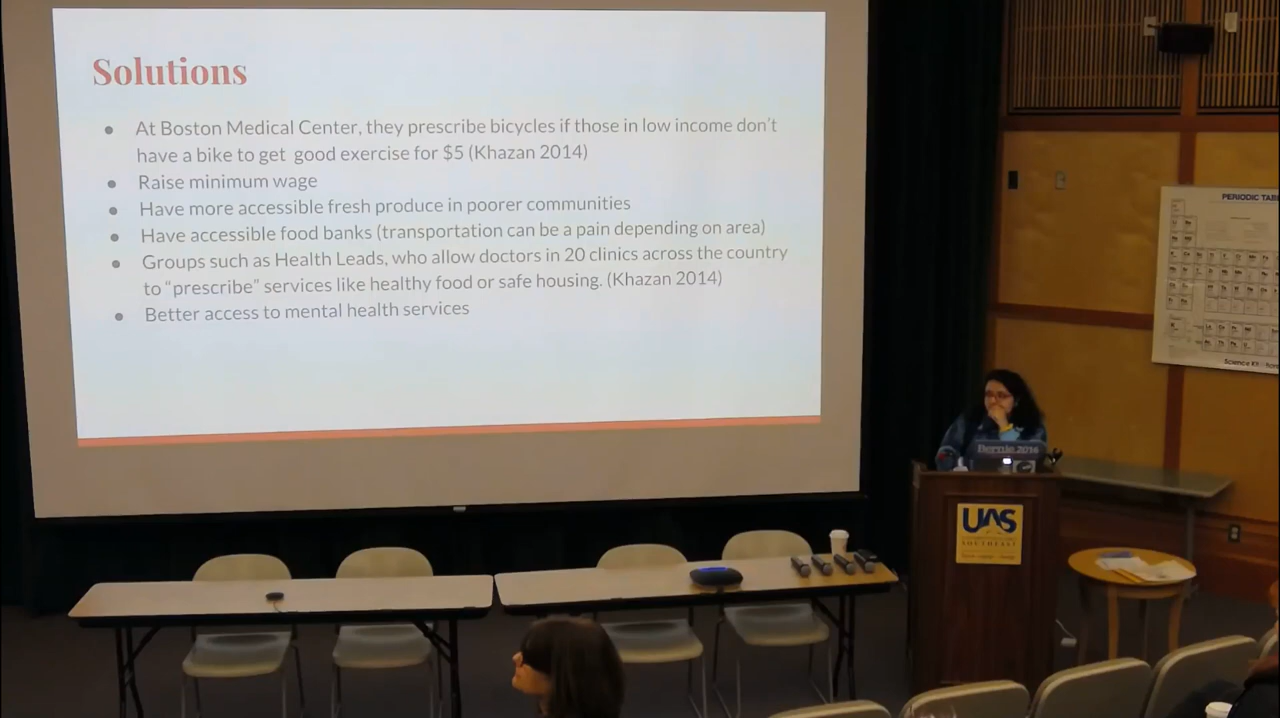 Solutions
At Boston Medical Center, they prescribe bicycles if those in low income don't
have a bike to get good exercise for $5 (Khazan 2014)
Raise minimum wage
Have more accessible fresh produce in poorer communities
Have accessible food banks (transportation can be a pain depending on area)
Groups such as Health Leads, who allow doctors in 20 clinics across the country
to “prescribe” services like healthy food or safe housing. (Khazan 2014)
Better access to mental health services
PERIODIC TAB
Bernie 2016
UAS
SOUTHEAST